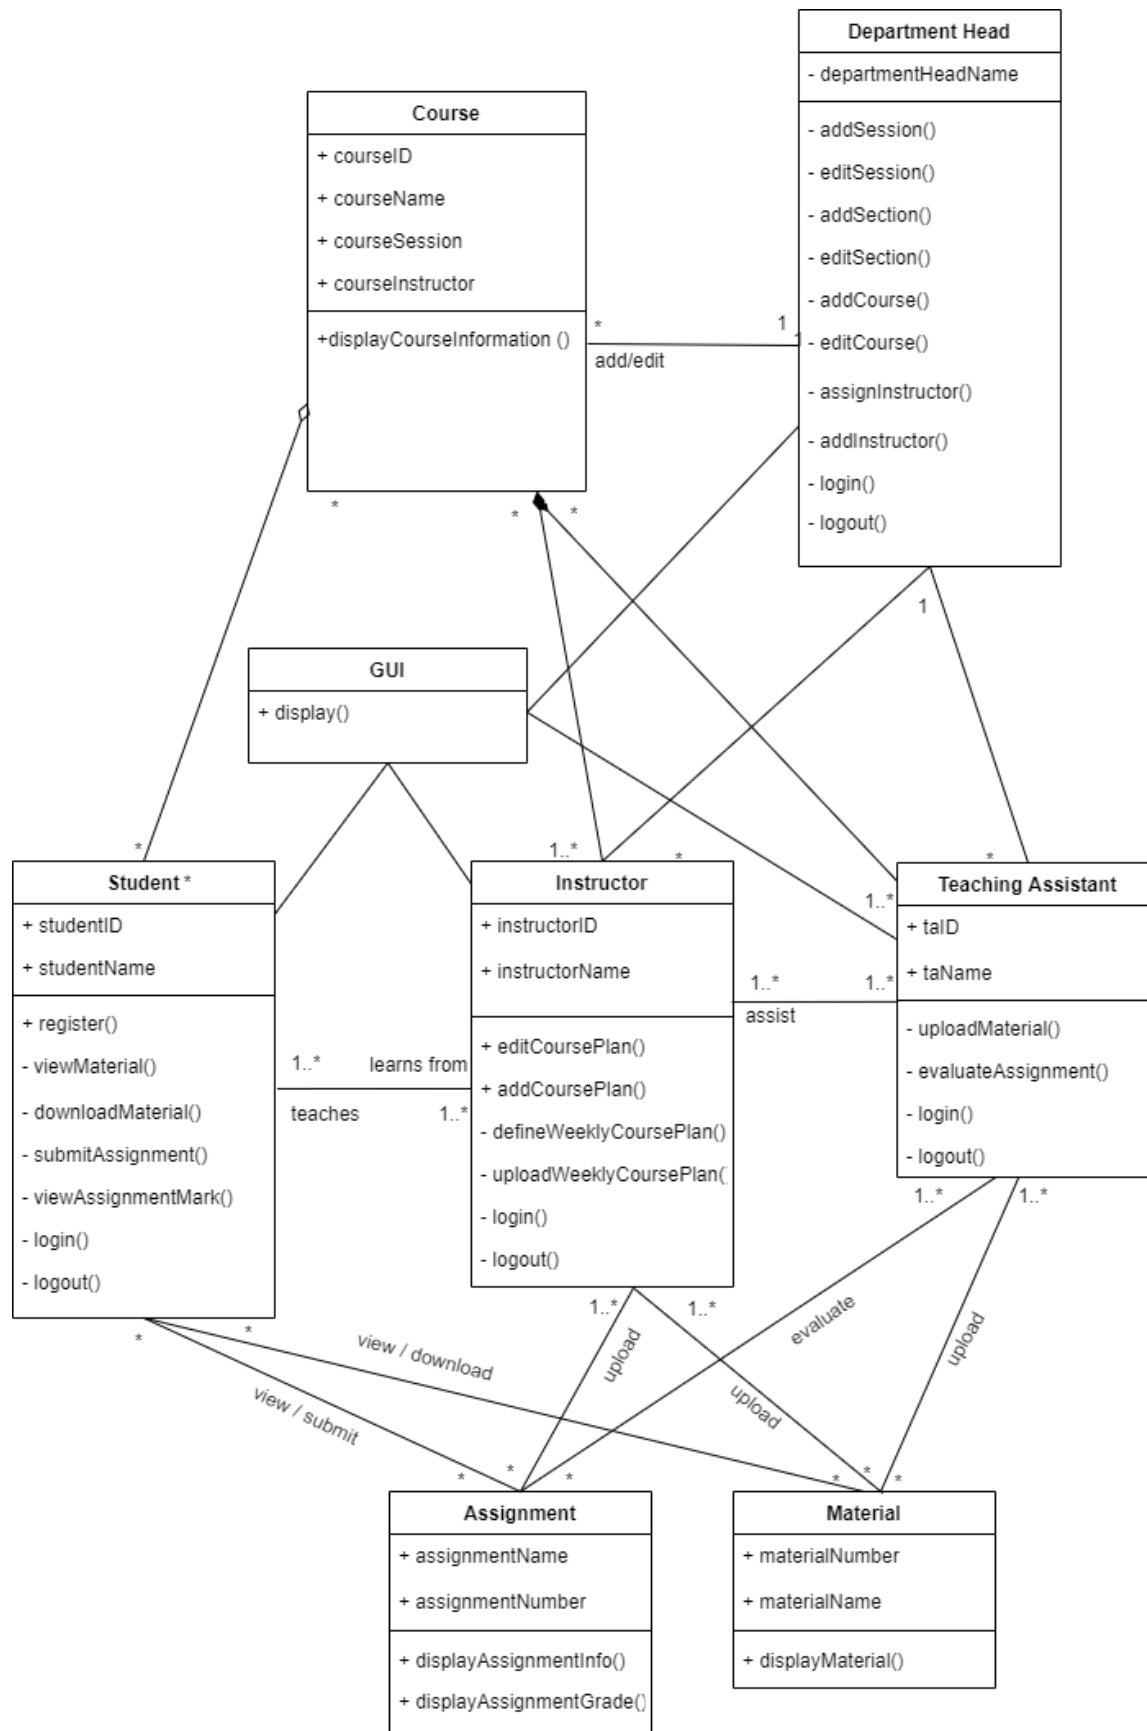 Department Head
- departmentHeadName
- addSession()
- editSession()
- addSection()
- editSection()
- addCourse()
- editCourse()
- assignInstructor()
- addInstructor()
- login()
- logout()
Course
+ courseID
+ courseName
+ courseSession
+ courseInstructor
+displayCourseInformation ()
*
1
1
add/edit
*
*
*
1
GUI
+ display()
*
1..*
*
*
1..*
Student *
+ studentID
+ studentName
+ register()
- viewMaterial()
- downloadMaterial()
- submitAssignment()
- viewAssignmentMark()
- login()
- logout()
1..*
learns from
teaches
1..*
Instructor
+ instructorID
+ instructorName
+ editCoursePlan()
+ addCoursePlan()
- defineWeeklyCoursePlan()
- uploadWeeklyCoursePlan(
- login()
- logout()
1..*
1..*
assist
Teaching Assistant
+ taID
+ taName
- uploadMaterial()
- evaluateAssignment()
- login()
- logout()
*
*
1..*
1..*
1..*
1..*
view / download
view / submit
upload
upload
evaluate
upload
*
*
*
*
*
*
Assignment
+ assignmentName
+ assignmentNumber
+ displayAssignmentInfo()
+ displayAssignmentGrade()
Material
+ materialNumber
+ materialName
+ displayMaterial()